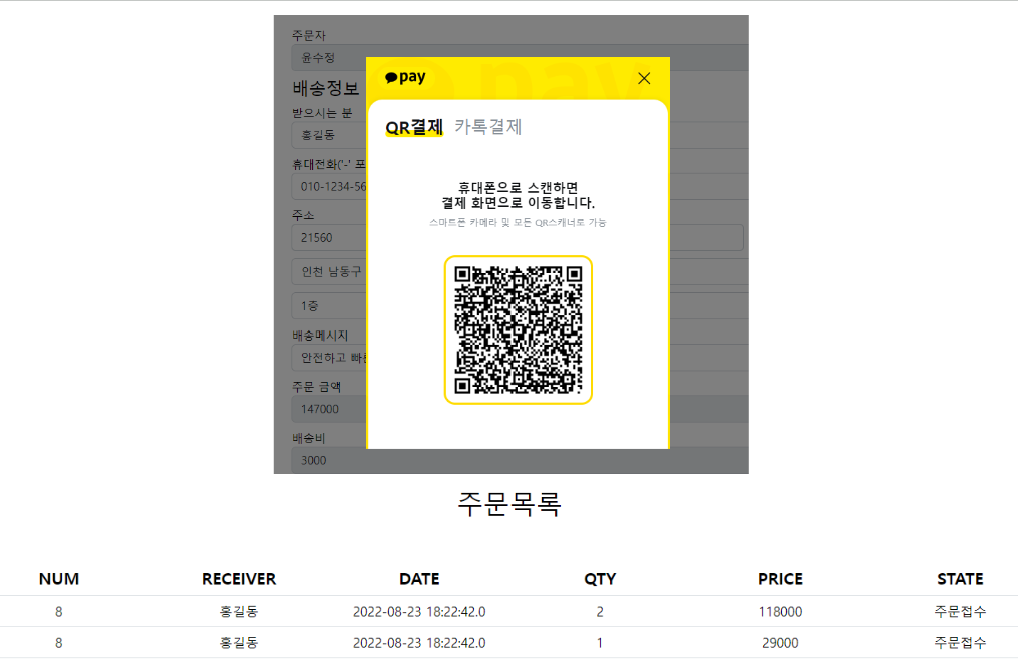 주문자
윤수정
pay
배송정보
받으시는 분
홍길동
QR결제 카톡결제
휴대전화('-' 포
010-1234-56
휴대폰으로 스캔하면
결제 화면으로 이동합니다.
스마트폰 카메라 및 모든 QR스캐너로 가능
주소
21560
인천 남동구
1층
배송메시지
안전하고 빠른
주문 금액
147000
배송비
3000
주문목록
NUM RECEIVER DATE QTY PRICE STATE
8 홍길동 2022-08-23 18:22:42.0 2 118000 주문접수
8 홍길동 2022-08-23 18:22:42.0 1 29000 주문접수